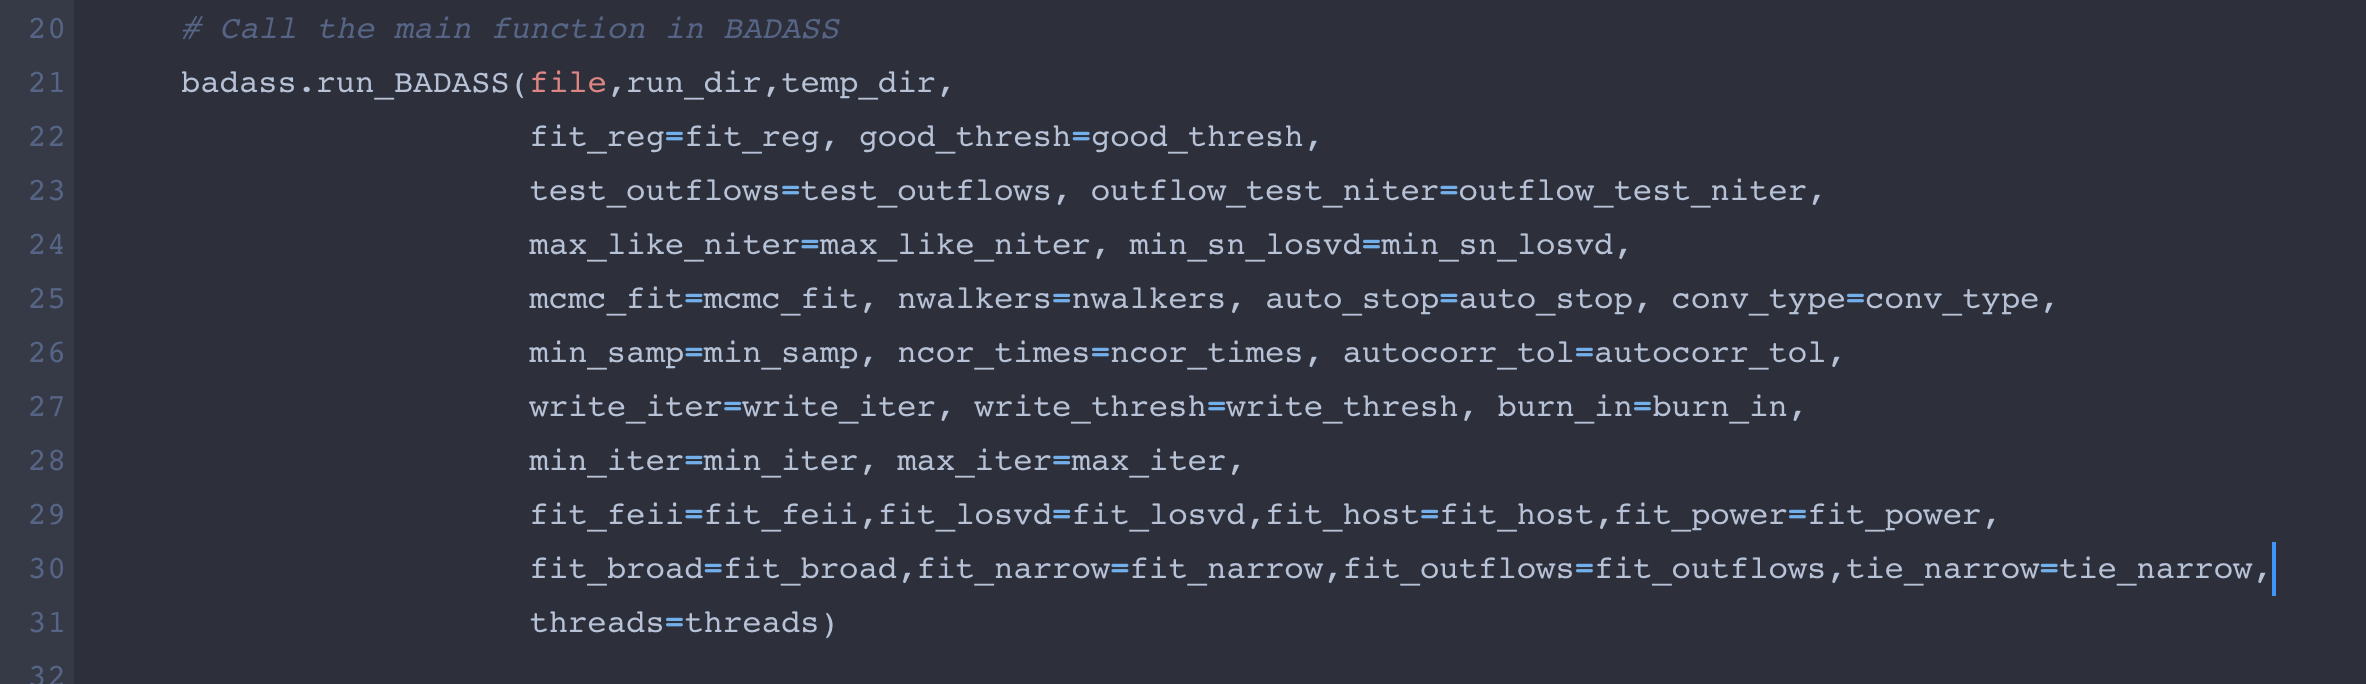 20 # Call the main function in BADASS
21 badass.run_BADASS(file,run_dir,temp_dir,
22 fit_reg=fit_reg, good_thresh=good_thresh,
23 test_outflows=test_outflows, outflow_test_niter=outflow_test_niter,
24 max_like_niter=max_like_niter, min_sn_losvd=min_sn_losvd,
25 mcmc_fit=mcmc_fit, nwalkers=nwalkers, auto_stop=auto_stop, conv_type=conv_type,
26 min_samp=min_samp, ncor_times=ncor_times, autocorr_tol=autocorr_tol,
27 write_iter=write_iter, write_thresh=write_thresh, burn_in=burn_in,
28 min_iter=min_iter, max_iter=max_iter,
29 fit_feii=fit_feii,fit_losvd=fit_losvd,fit_host=fit_host,fit_power=fit_power,
30 fit_broad=fit_broad,fit_narrow=fit_narrow,fit_outflows=fit_outflows,tie_narrow=tie_narrow,
31 threads=threads)
32